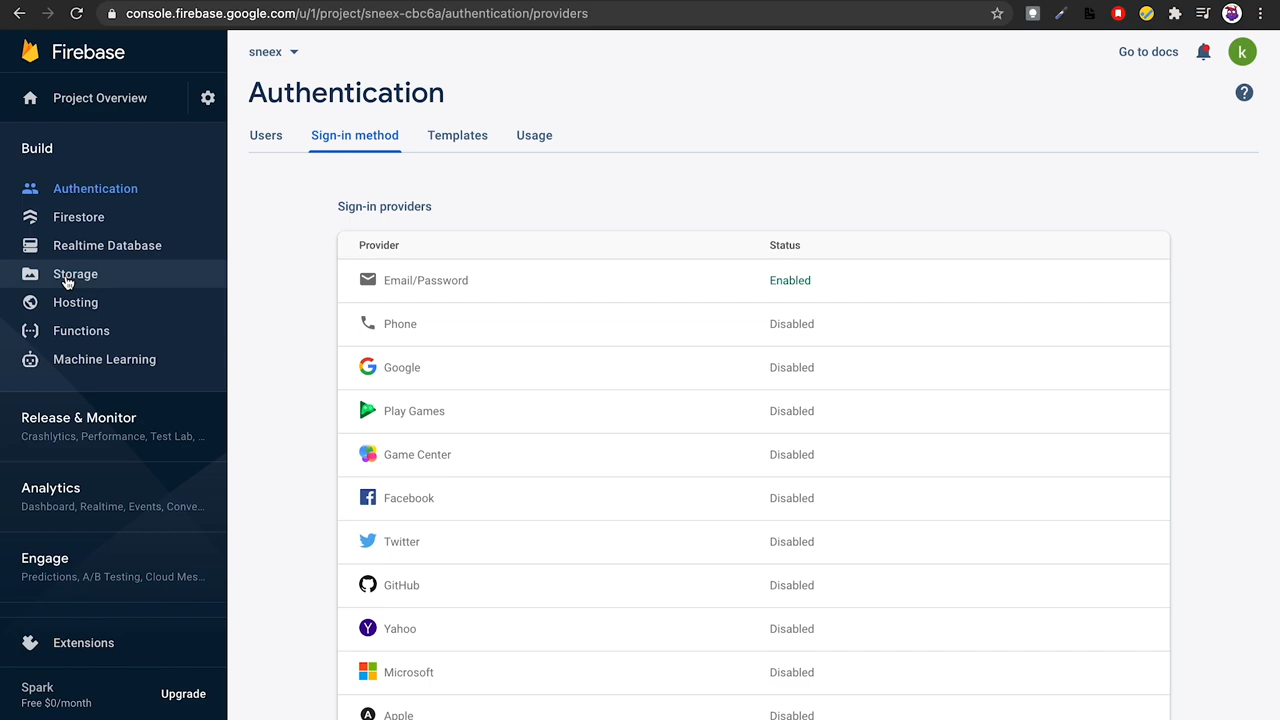 console.firebase.google.com/u/1/project/sneex-cbc6a/authentication/providers
Firebase
sneex
Go to docs
k
Project Overview
Authentication
?
Users
Sign-in method
Templates
Usage
Build
Authentication
Firestore
Realtime Database
Storage
Hosting
Functions
Machine Learning
Release & Monitor
Crashlytics, Performance, Test Lab, ...
Analytics
Dashboard, Realtime, Events, Conve...
Engage
Predictions, A/B Testing, Cloud Mes...
Extensions
Spark
Free $0/month
Upgrade
Sign-in providers
Provider Status
Email/Password Enabled
Phone Disabled
Google Disabled
Play Games Disabled
Game Center Disabled
Facebook Disabled
Twitter Disabled
GitHub Disabled
Yahoo Disabled
Microsoft Disabled
Apple Disabled